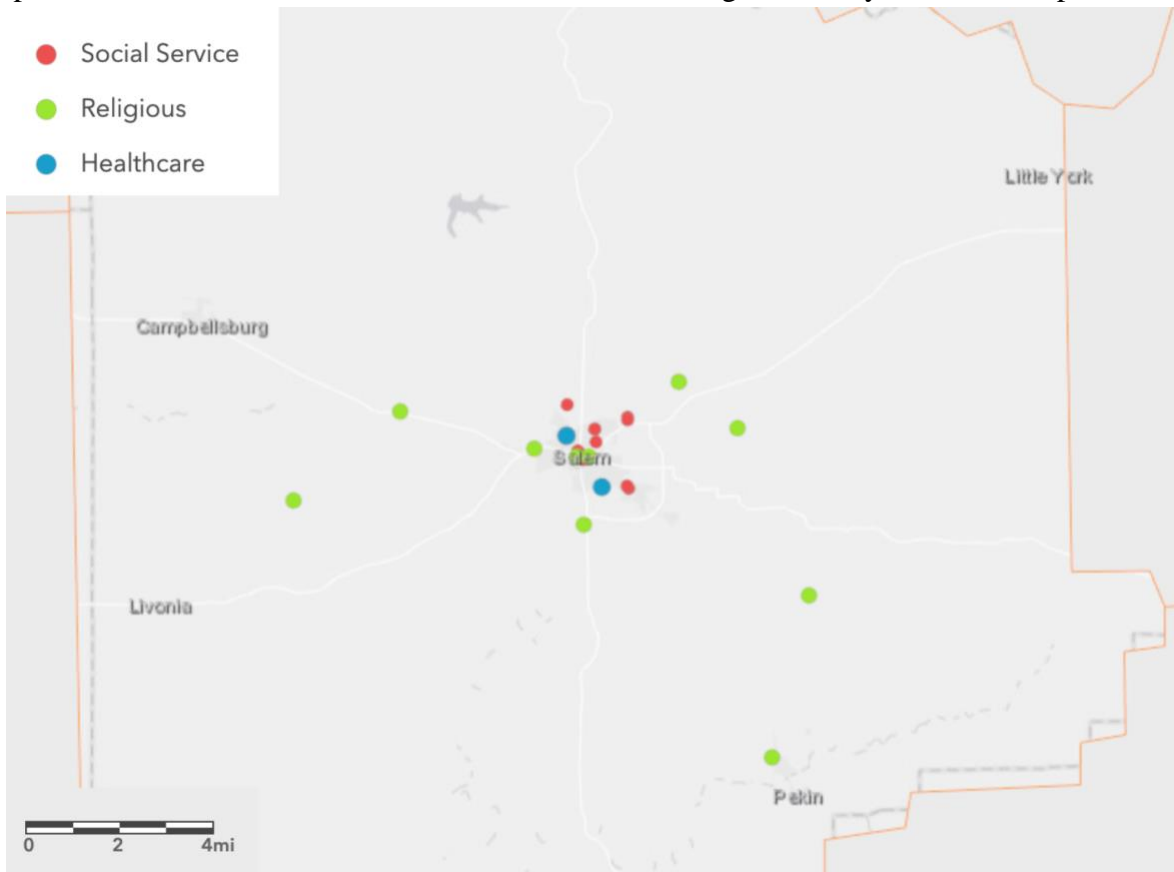 Social Service
Religious
Healthcare
Little York
Campbellsburg
Salem
Livonia
Pekin
0 2 4mi